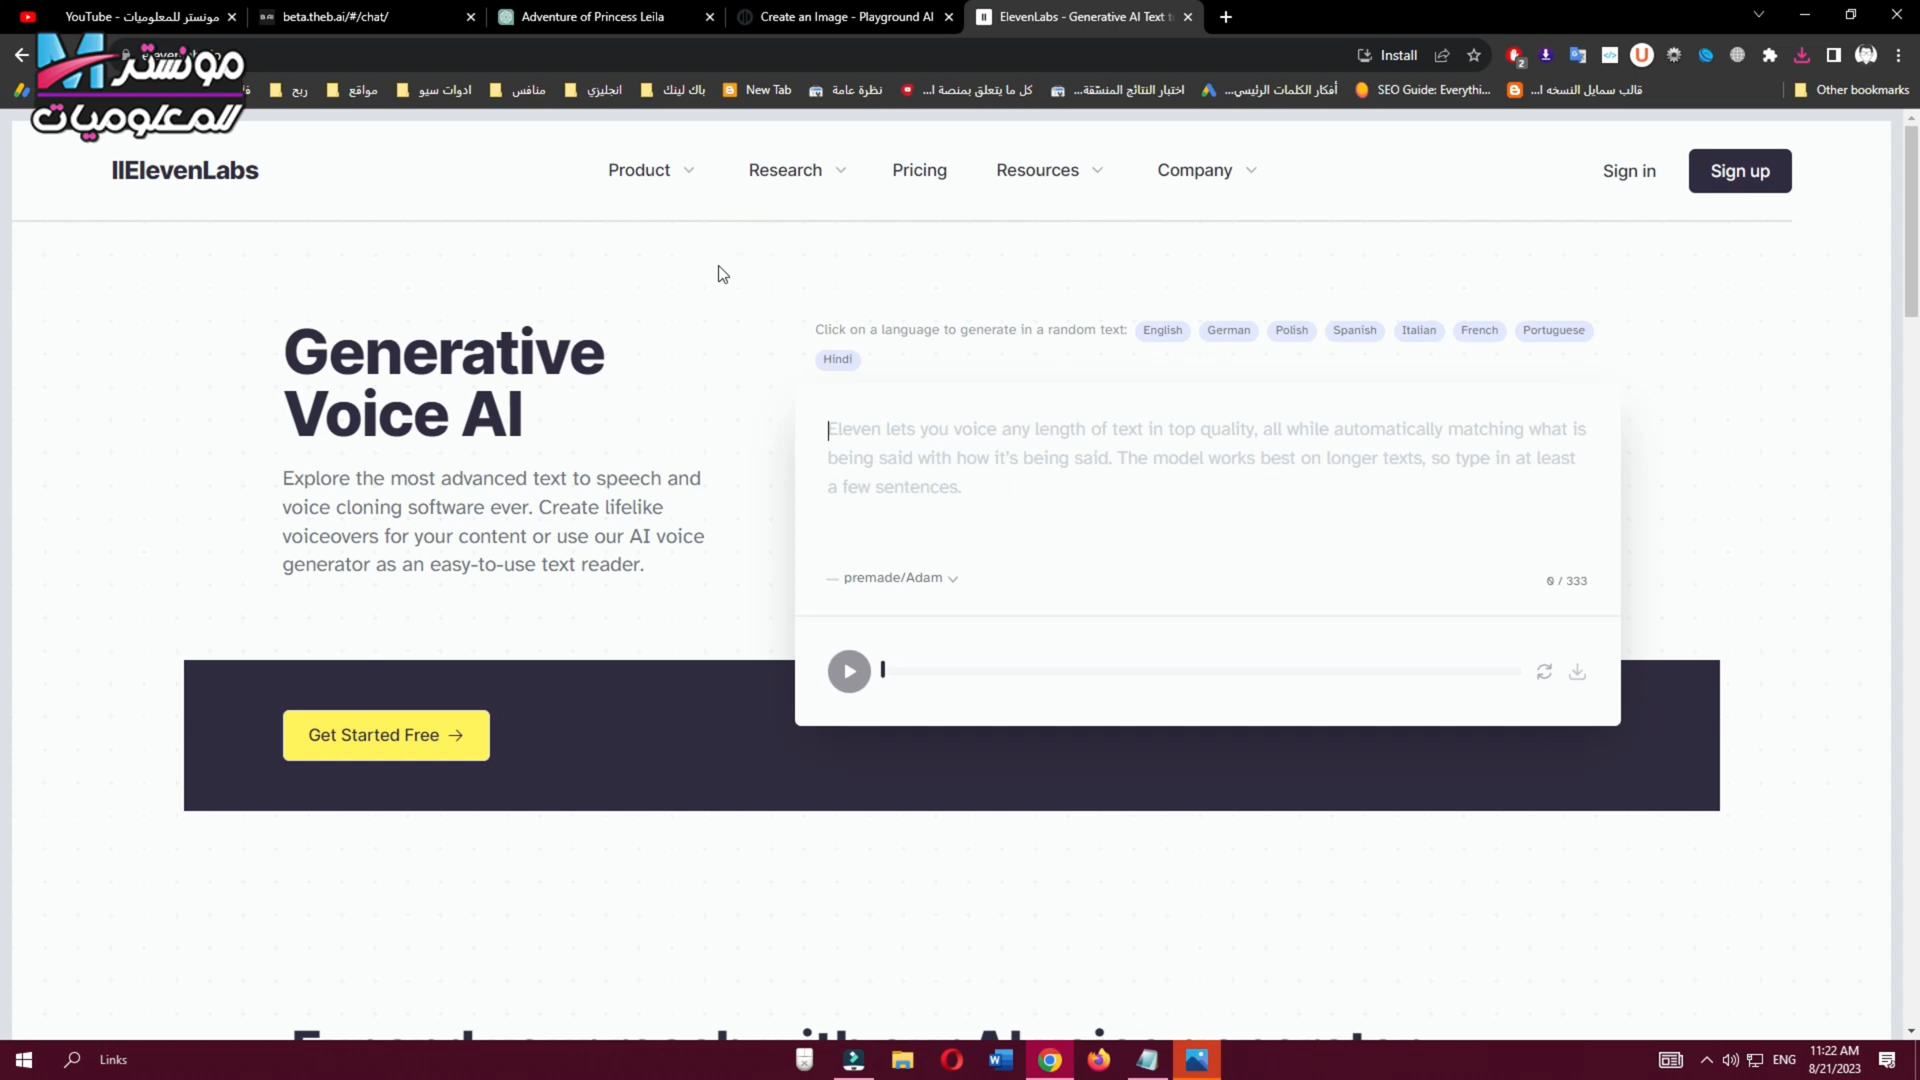 YouTube - مونستر للمعلوميات
beta.theb.ai/#/chat/
Adventure of Princess Leila
Create an Image - Playground AI
ElevenLabs - Generative AI Text t
Install
2
مونستر
للمعلوميات
ربح
مواقع
ادوات سيو
منافس
انجليزي
باك لينك
New Tab
نظرة عامة
كل ما يتعلق بمنصة ا...
اختبار النتائج المنسّقة...
أفكار الكلمات الرئيسي...
SEO Guide: Everythi...
قالب سمايل النسخه ا...
Other bookmarks
IIElevenLabs
Product
Research
Pricing
Resources
Company
Sign in
Sign up
Generative
Voice AI
Explore the most advanced text to speech and
voice cloning software ever. Create lifelike
voiceovers for your content or use our AI voice
generator as an easy-to-use text reader.
Get Started Free →
Click on a language to generate in a random text: English German Polish Spanish Italian French Portuguese
Hindi
Eleven lets you voice any length of text in top quality, all while automatically matching what is
being said with how it's being said. The model works best on longer texts, so type in at least
a few sentences.
— premade/Adam
0 / 333
Links
ENG
11:22 AM
8/21/2023